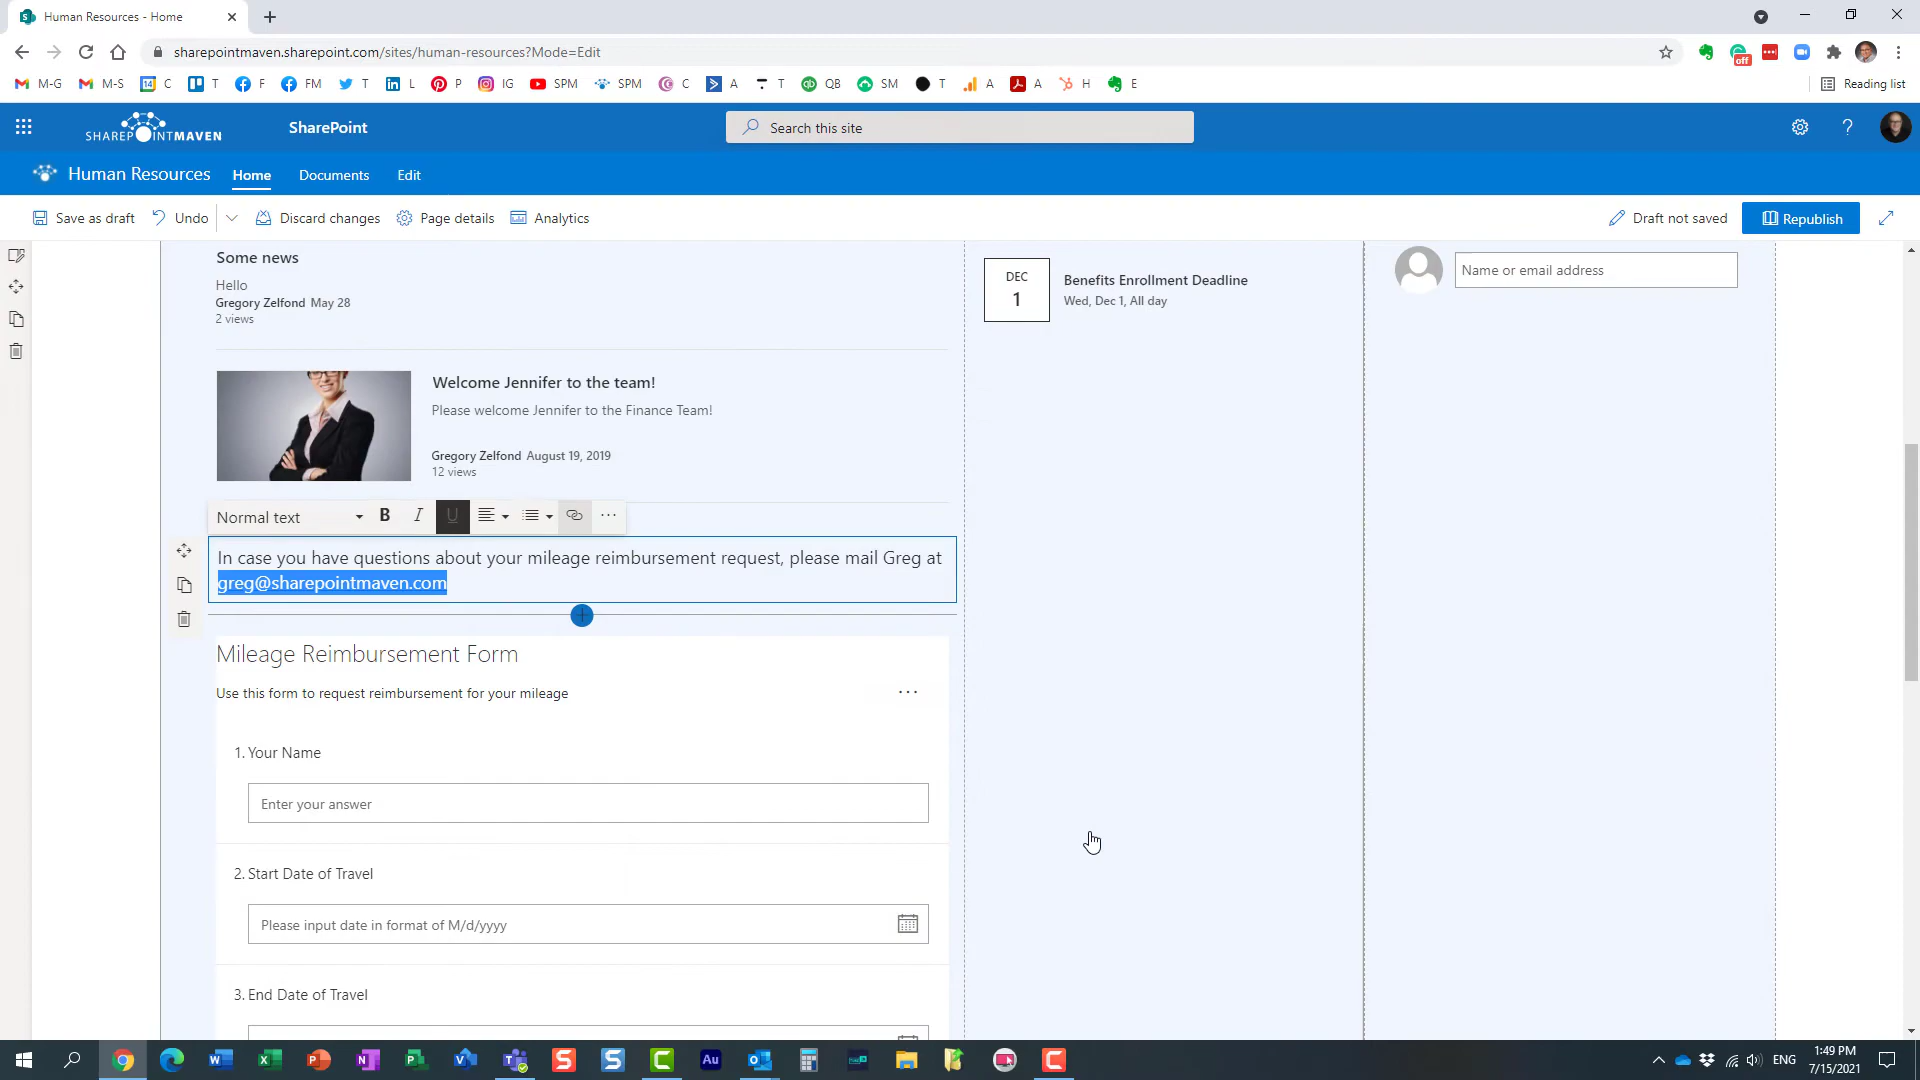 Human Resources - Home
sharepointmaven.sharepoint.com/sites/human-resources?Mode=Edit
off
M-G M-S C T F FM T L P IG SPM SPM C A T QB SM T A A H E Reading list
SHAREPOINTMAVEN SharePoint Search this site
Human Resources Home Documents Edit
Save as draft Undo Discard changes Page details Analytics Draft not saved Republish
Some news
Hello
Gregory Zelfond May 28
2 views
DEC
1
Benefits Enrollment Deadline
Wed, Dec 1, All day
Name or email address
Welcome Jennifer to the team!
Please welcome Jennifer to the Finance Team!
Gregory Zelfond August 19, 2019
12 views
Normal text B I U
In case you have questions about your mileage reimbursement request, please mail Greg at
greg@sharepointmaven.com
Mileage Reimbursement Form
Use this form to request reimbursement for your mileage
1. Your Name
Enter your answer
2. Start Date of Travel
Please input date in format of M/d/yyyy
3. End Date of Travel
ENG
1:49 PM
7/15/2021